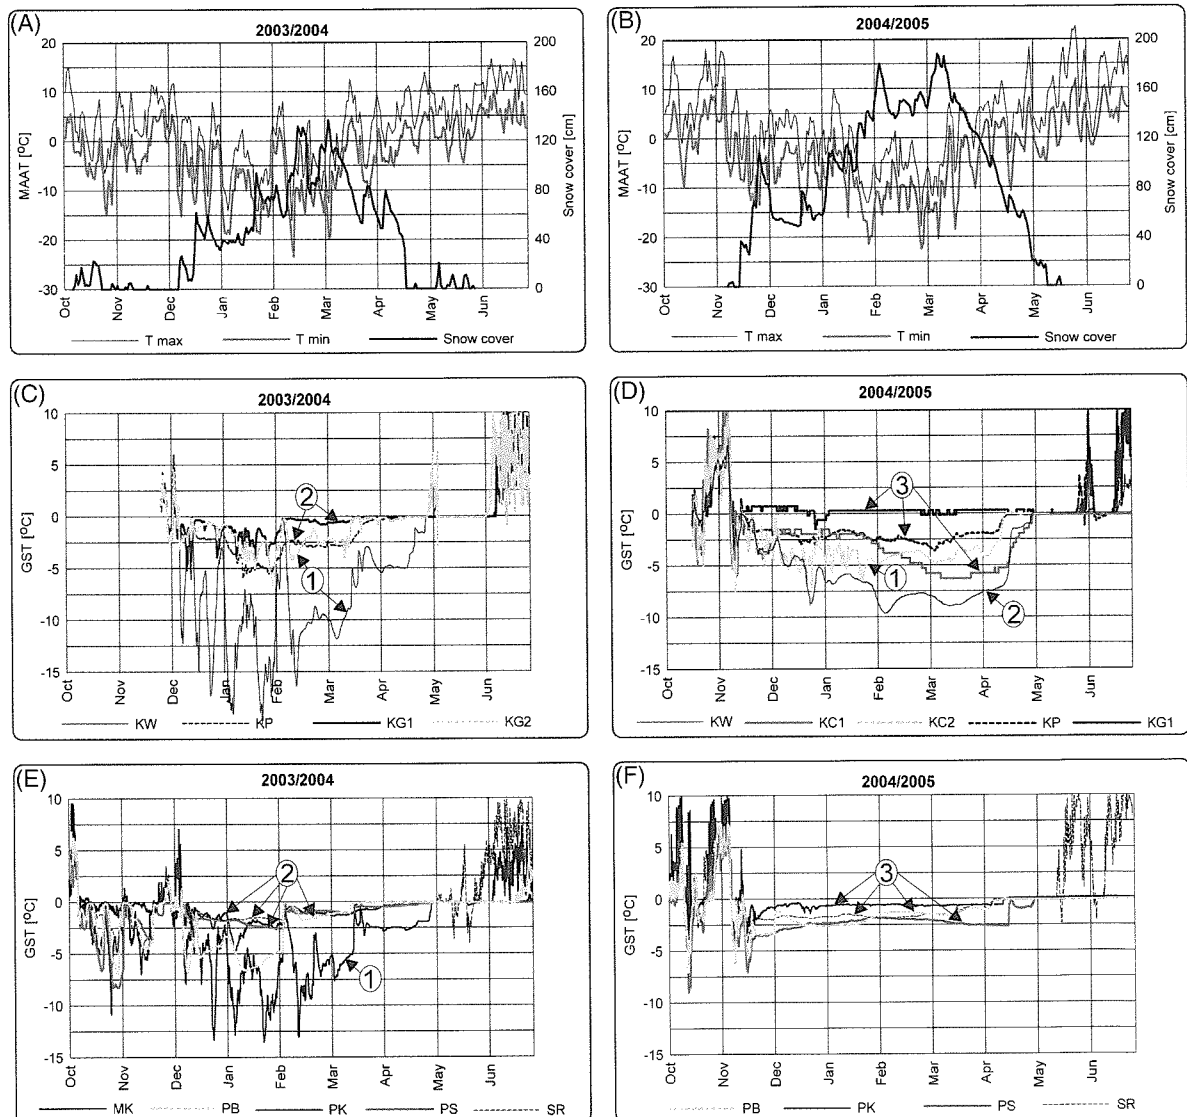 (A)
2003/2004
20
10
0
-10
-20
-30
MAAT [°C]
200
160
120
80
40
0
Snow cover [cm]
Oct Nov Dec Jan Feb Mar Apr May Jun
T max T min Snow cover
(B)
2004/2005
20
10
0
-10
-20
-30
MAAT [°C]
200
160
120
80
40
0
Snow cover [cm]
Oct Nov Dec Jan Feb Mar Apr May Jun
T max T min Snow cover
(C)
2003/2004
10
5
0
-5
-10
-15
GST [°C]
2
1
Oct Nov Dec Jan Feb Mar Apr May Jun
KW KP KG1 KG2
(D)
2004/2005
10
5
0
-5
-10
-15
GST [°C]
3
1
2
Oct Nov Dec Jan Feb Mar Apr May Jun
KW KC1 KC2 KP KG1
(E)
2003/2004
10
5
0
-5
-10
-15
GST [°C]
2
1
Oct Nov Dec Jan Feb Mar Apr May Jun
MK PB PK PS SR
(F)
2004/2005
10
5
0
-5
-10
-15
GST [°C]
3
Oct Nov Dec Jan Feb Mar Apr May Jun
PB PK PS SR